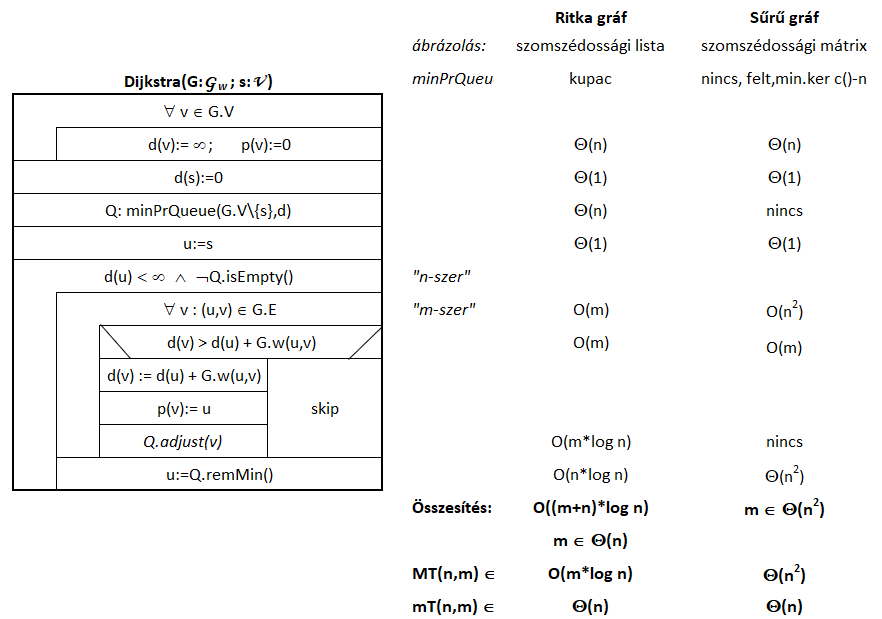 Ritka gráf Sűrű gráf
ábrázolás: szomszédossági lista szomszédossági mátrix
minPrQueu kupac nincs, felt,min.ker c()-n
Dijkstra(G:𝒢w ; s:𝒱)
∀ v ∈ G.V
d(v):= ∞ ; p(v):=0 Θ(n) Θ(n)
d(s):=0 Θ(1) Θ(1)
Q: minPrQueue(G.V\{s},d) Θ(n) nincs
u:=s Θ(1) Θ(1)
d(u) < ∞ ∧ ¬Q.isEmpty() "n-szer"
∀ v : (u,v) ∈ G.E "m-szer" O(m) O(n²)
d(v) > d(u) + G.w(u,v) O(m) O(m)
d(v) := d(u) + G.w(u,v)
p(v):= u skip
Q.adjust(v) O(m*log n) nincs
u:=Q.remMin() O(n*log n) Θ(n²)
Összesítés: O((m+n)*log n) m ∈ Θ(n²)
m ∈ Θ(n)
MT(n,m) ∈ O(m*log n) Θ(n²)
mT(n,m) ∈ Θ(n) Θ(n)